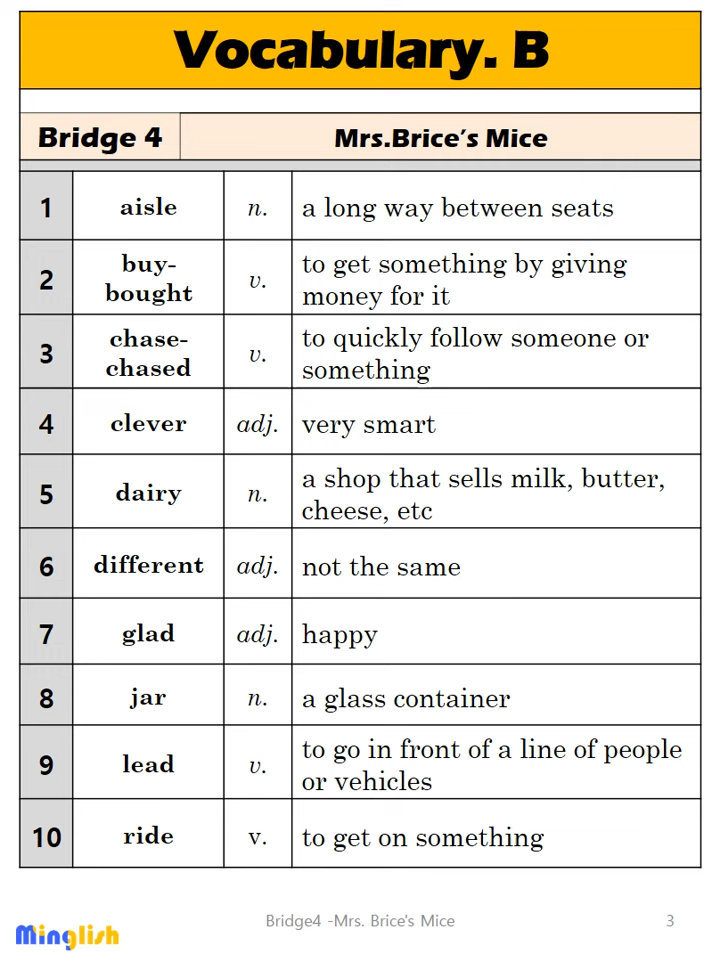 Vocabulary. B
Bridge 4 Mrs.Brice's Mice
1 aisle n. a long way between seats
2 buy- v. to get something by giving
bought money for it
3 chase- v. to quickly follow someone or
chased something
4 clever adj. very smart
5 dairy n. a shop that sells milk, butter,
cheese, etc
6 different adj. not the same
7 glad adj. happy
8 jar n. a glass container
9 lead v. to go in front of a line of people
or vehicles
10 ride v. to get on something
Minglish Bridge4 -Mrs. Brice's Mice 3